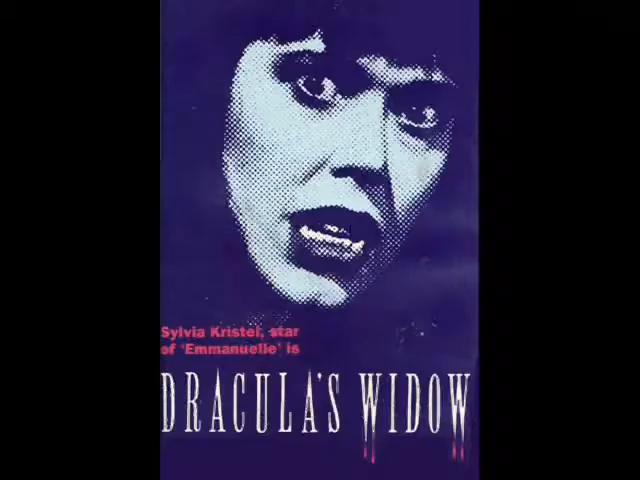 Sylvia Kristel, star
of 'Emmanuelle' is
DRACULA'S WIDOW